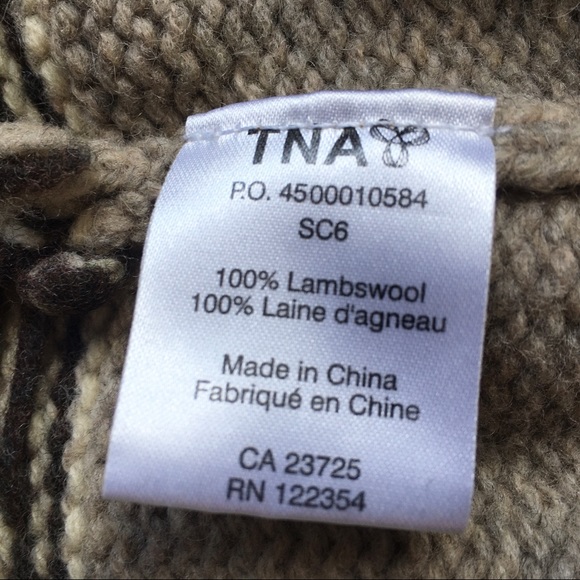 TNA
P.O. 4500010584
SC6
100% Lambswool
100% Laine d'agneau
Made in China
Fabriqué en Chine
CA 23725
RN 122354